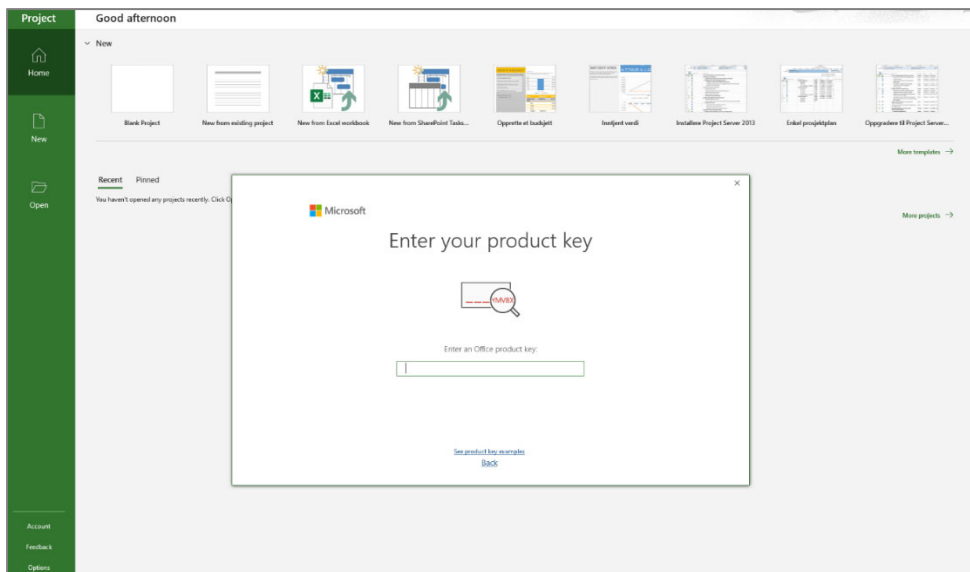 Project
Good afternoon
New
Home
New
Open
Blank Project
New from existing project
New from Excel workbook
New from SharePoint Tasks...
Opprette et budsjett
Inntjent verdi
Installere Project Server 2013
Enkel prosjektplan
Oppgradere til Project Server...
More templates
Recent
Pinned
You haven't opened any projects recently. Click O
More projects
Microsoft
Enter your product key
YMVBX
Enter an Office product key:
See product key examples
Back
Account
Feedback
Options